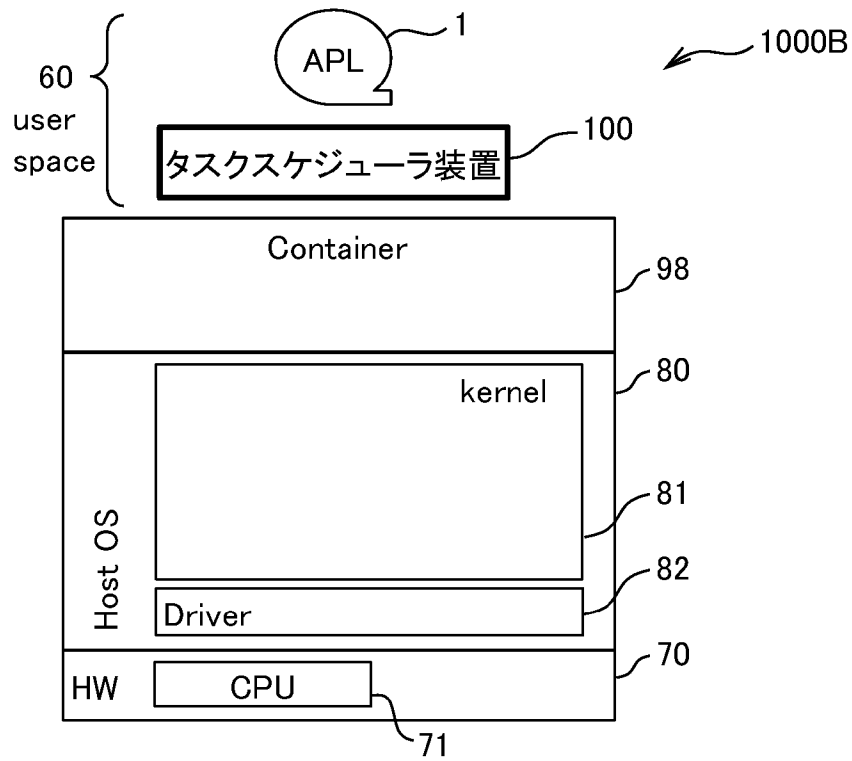 1
APL
1000B
60
user
space
100
タスクスケジューラ装置
Container
98
80
kernel
81
Host OS
82
Driver
70
HW
CPU
71